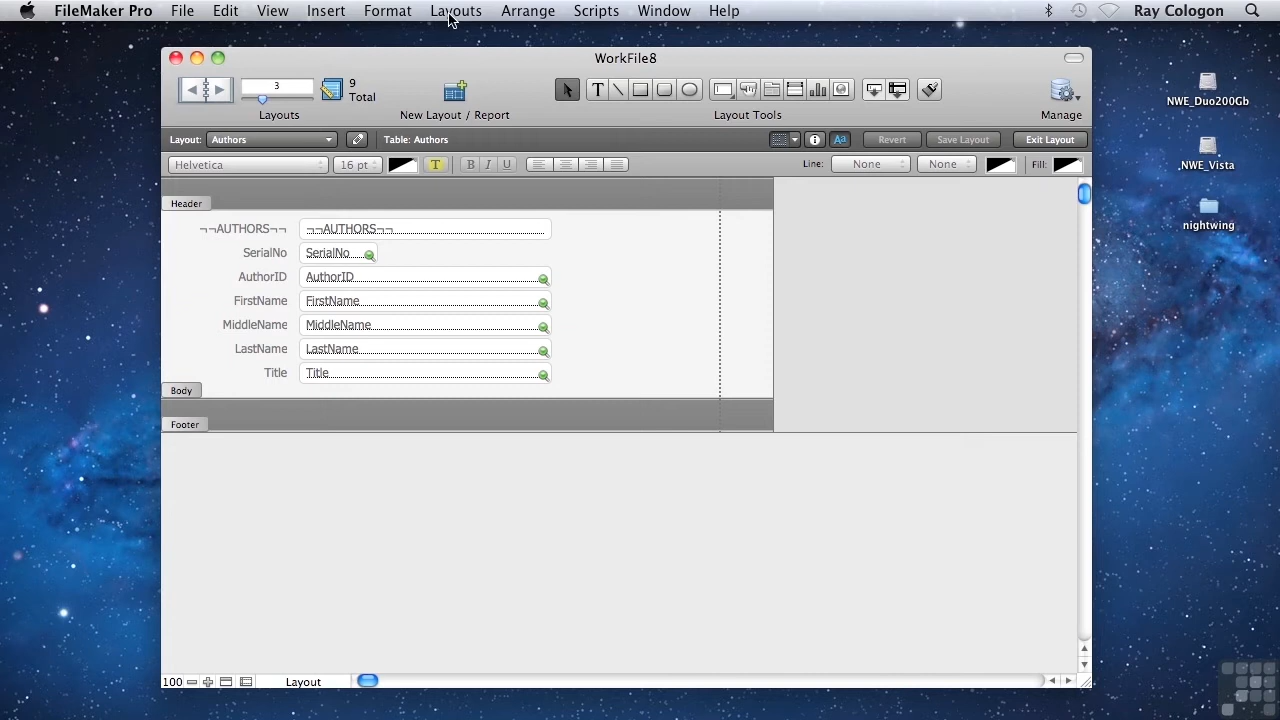 FileMaker Pro File Edit View Insert Format Layouts Arrange Scripts Window Help Ray Cologon
WorkFile8
3
9
Total
Layouts
New Layout / Report
Layout Tools
Manage
Layout: Authors Table: Authors Aa Revert Save Layout Exit Layout
Helvetica 16 pt T B I U Line: None None Fill:
Header
¬¬AUTHORS¬¬ ¬¬AUTHORS¬¬
SerialNo SerialNo
AuthorID AuthorID
FirstName FirstName
MiddleName MiddleName
LastName LastName
Title Title
Body
Footer
100 Layout
NWE_Duo200Gb
NWE_Vista
nightwing